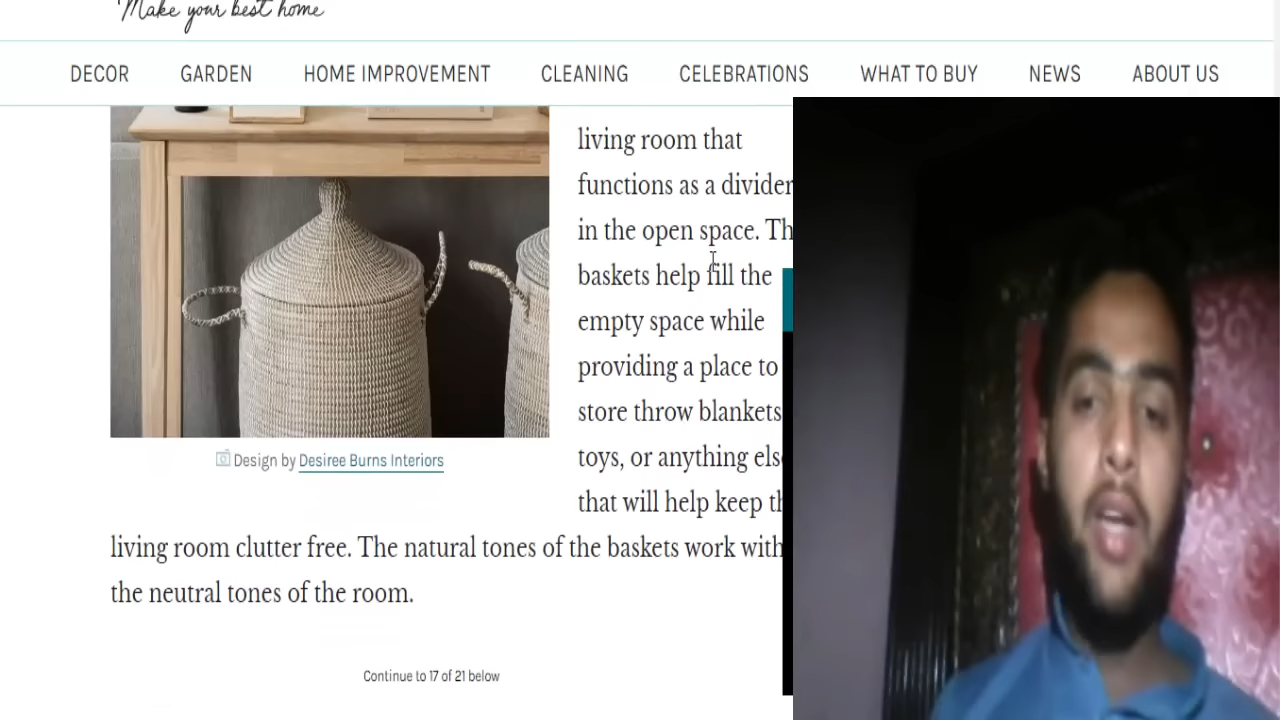 Make your best home
DECOR GARDEN HOME IMPROVEMENT CLEANING CELEBRATIONS WHAT TO BUY NEWS ABOUT US
living room that
functions as a divider
in the open space.
baskets help fill the
empty space while
providing a place to
store throw blankets
toys, or anything
that will help keep
living room clutter free. The natural tones of the baskets work with
the neutral tones of the room.
Design by Desiree Burns Interiors
Continue to 17 of 21 below